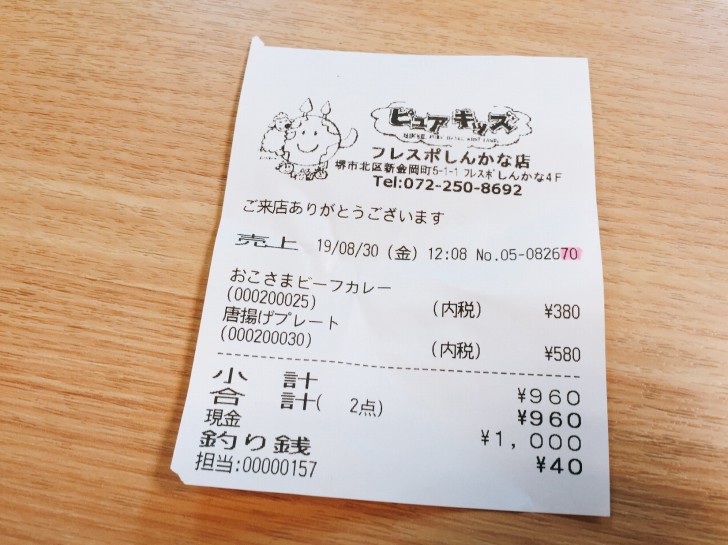 ピュアキッズ
フレスポしんかな店
堺市北区新金岡町5-1-1 フレスポしんかな4F
Tel:072-250-8692
ご来店ありがとうございます
売上 19/08/30 (金) 12:08 No.05-082670
おこさまビーフカレー
(000200025) (内税) ¥380
唐揚げプレート
(000200030) (内税) ¥580
小計 ¥960
合計( 2点) ¥960
現金 ¥1,000
釣り銭 ¥40
担当:00000157